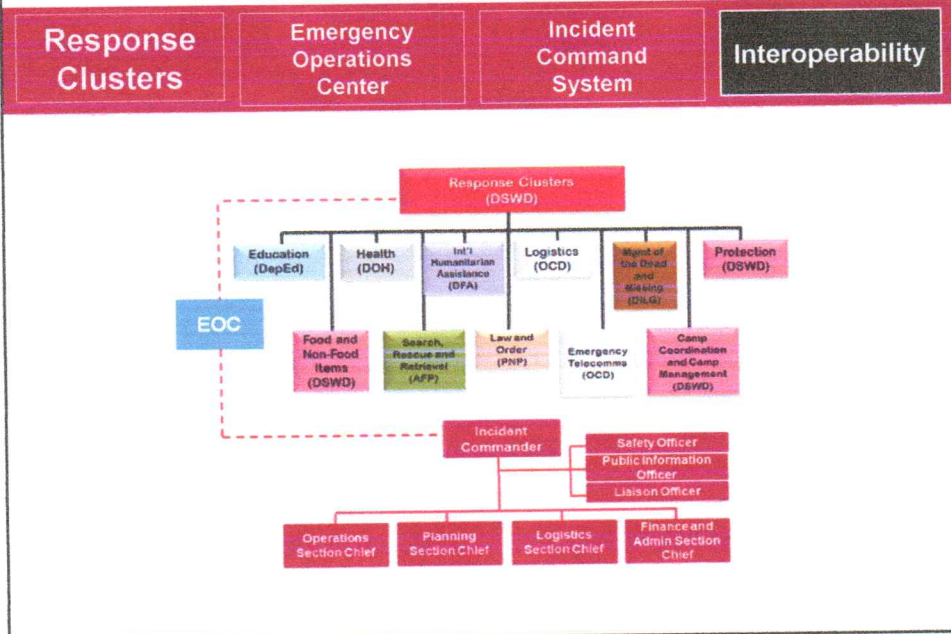 Response
Clusters
Emergency
Operations
Center
Incident
Command
System
Interoperability
Response Clusters
(DSWD)
Education
(DepEd)
Health
(DOH)
Int'l
Humanitarian
Assistance
(DFA)
Logistics
(OCD)
Mgmt of
the Dead
and
Missing
(DILG)
Protection
(DSWD)
EOC
Food and
Non-Food
Items
(DSWD)
Search,
Rescue and
Retrieval
(AFP)
Law and
Order
(PNP)
Emergency
Telecomms
(OCD)
Camp
Coordination
and Camp
Management
(DSWD)
Incident
Commander
Safety Officer
Public Information
Officer
Liaison Officer
Operations
Section Chief
Planning
Section Chief
Logistics
Section Chief
Finance and
Admin Section
Chief